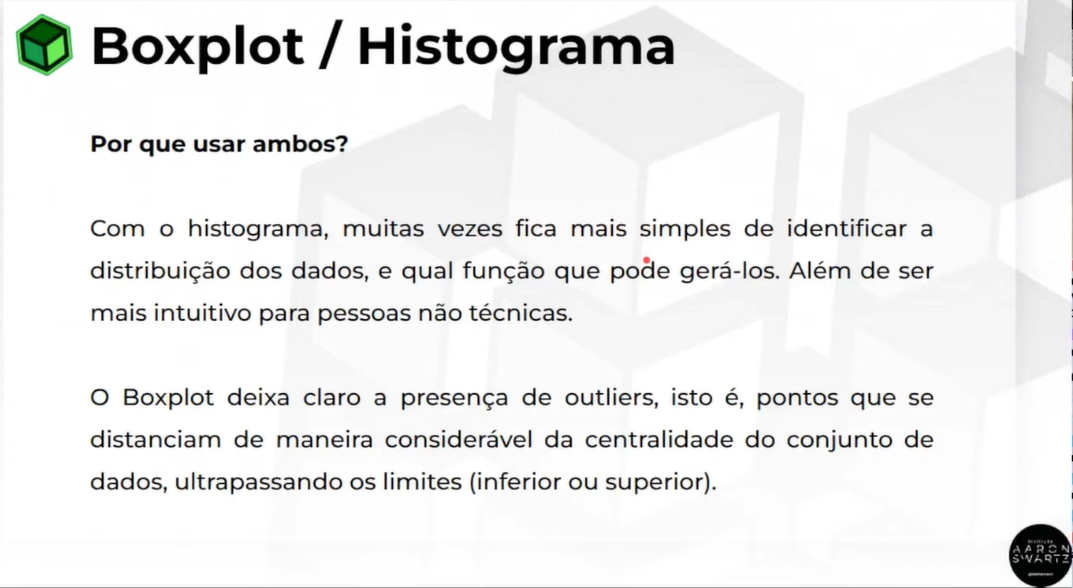 Boxplot / Histograma
Por que usar ambos?
Com o histograma, muitas vezes fica mais simples de identificar a
distribuição dos dados, e qual função que pode gerá-los. Além de ser
mais intuitivo para pessoas não técnicas.
O Boxplot deixa claro a presença de outliers, isto é, pontos que se
distanciam de maneira considerável da centralidade do conjunto de
dados, ultrapassando os limites (inferior ou superior).
AARON
SWARTZ